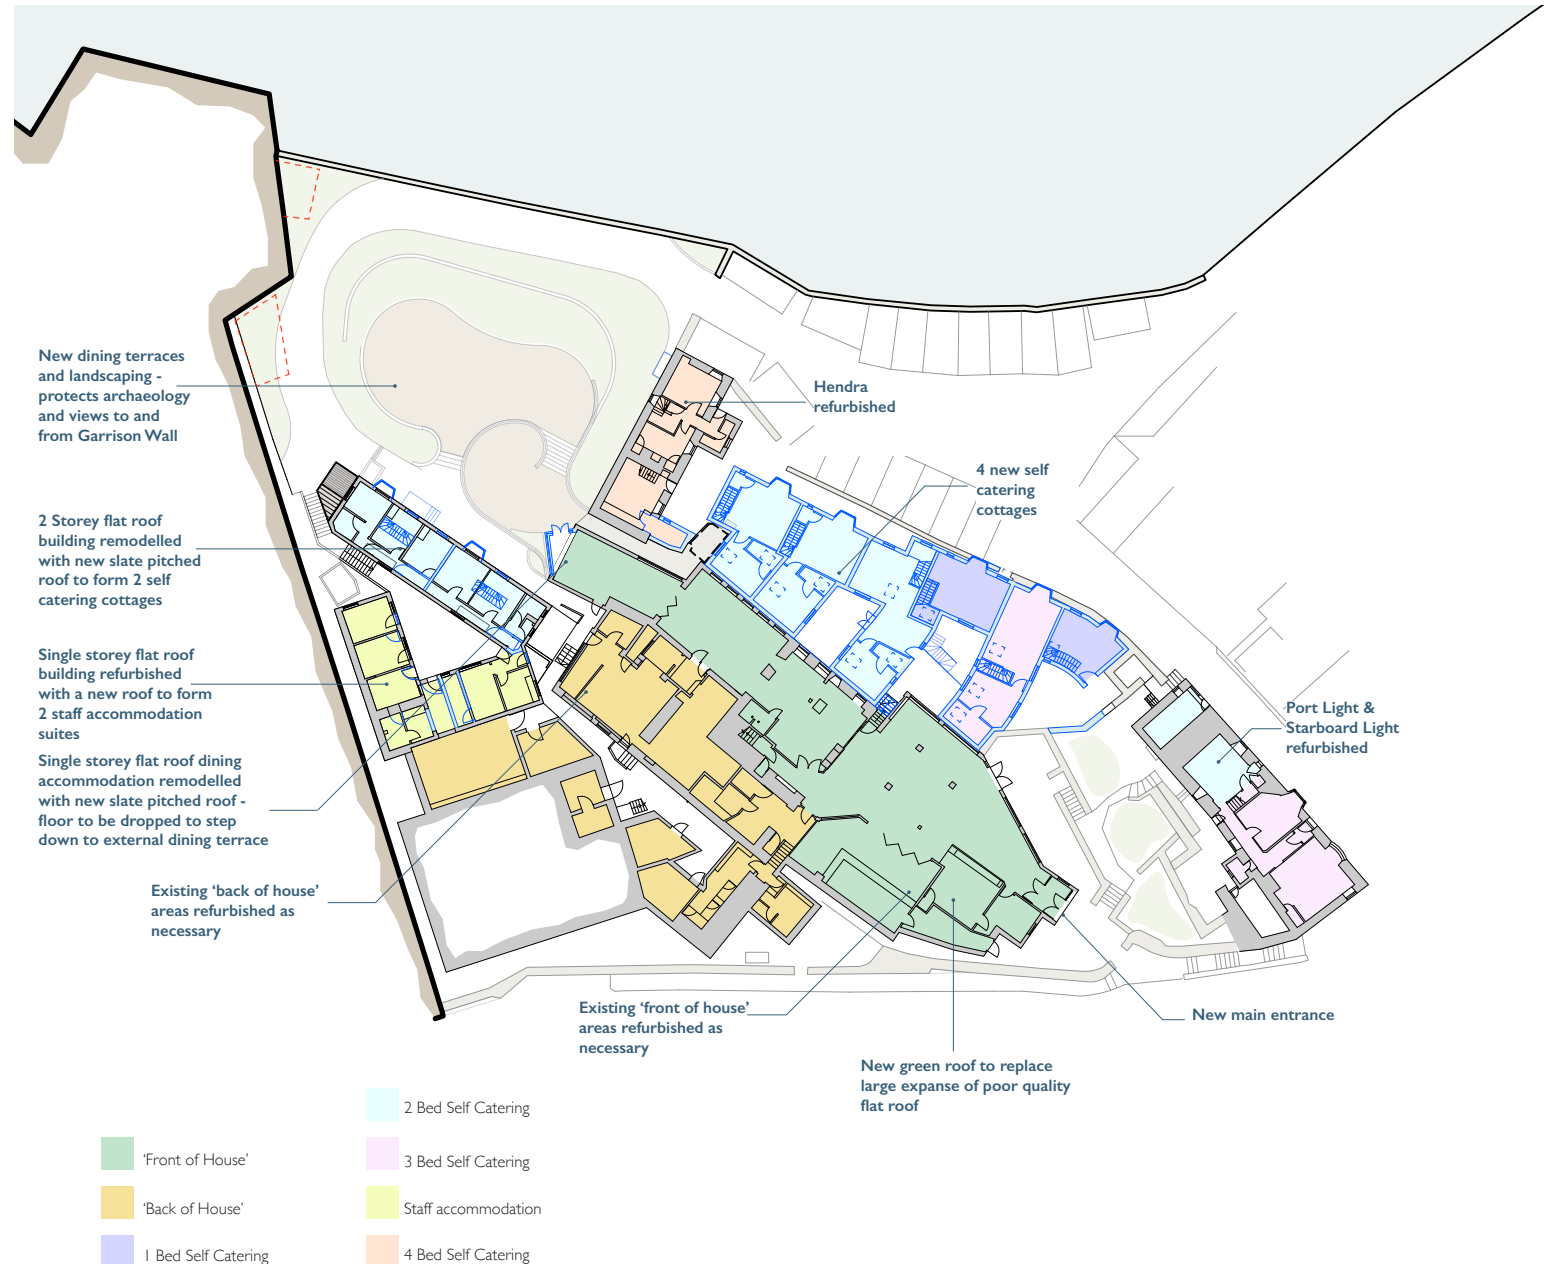 New dining terraces
and landscaping -
protects archaeology
and views to and
from Garrison Wall
Hendra
refurbished
4 new self
catering
cottages
2 Storey flat roof
building remodelled
with new slate pitched
roof to form 2 self
catering cottages
Single storey flat roof
building refurbished
with a new roof to form
2 staff accommodation
suites
Port Light &
Starboard Light
refurbished
Single storey flat roof dining
accommodation remodelled
with new slate pitched roof -
floor to be dropped to step
down to external dining terrace
Existing ‘back of house’
areas refurbished as
necessary
Existing ‘front of house’
areas refurbished as
necessary
New main entrance
New green roof to replace
large expanse of poor quality
flat roof
‘Front of House’
‘Back of House’
1 Bed Self Catering
2 Bed Self Catering
3 Bed Self Catering
Staff accommodation
4 Bed Self Catering